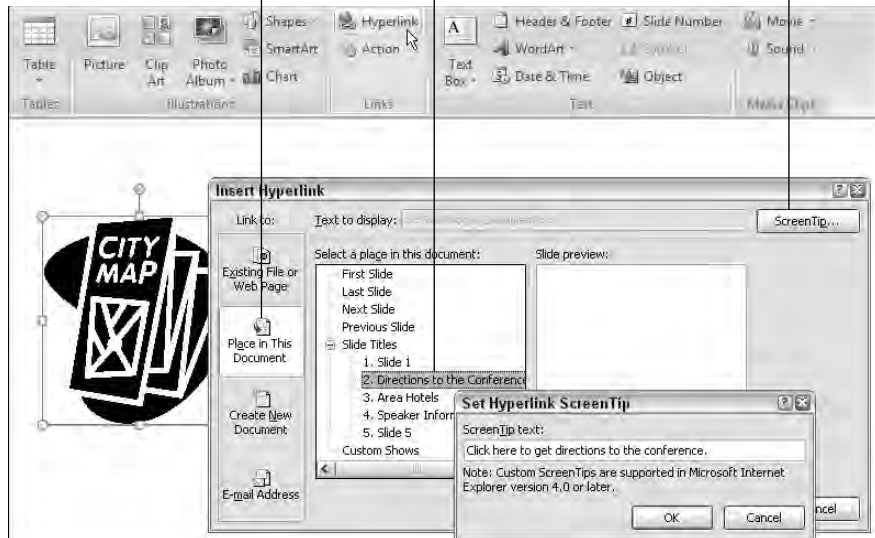 Table
Picture
Clip Art
Photo Album
Shapes
SmartArt
Chart
Hyperlink
Action
Text Box
Header & Footer
WordArt
Date & Time
Slide Number
Symbol
Object
Movie
Sound
Tables
Illustrations
Links
Text
Media Clips
CITY
MAP
Insert Hyperlink
Link to:
Text to display:
ScreenTip...
Existing File or
Web Page
Place in This
Document
Create New
Document
E-mail Address
Select a place in this document:
Slide preview:
First Slide
Last Slide
Next Slide
Previous Slide
Slide Titles
1. Slide 1
2. Directions to the Conference
3. Area Hotels
4. Speaker Inform
5. Slide 5
Custom Shows
Set Hyperlink ScreenTip
ScreenTip text:
Click here to get directions to the conference.
Note: Custom ScreenTips are supported in Microsoft Internet
Explorer version 4.0 or later.
OK
Cancel
ncel